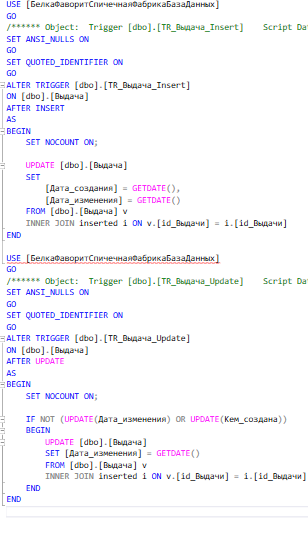 USE [БелкаФаворитСпичечнаяФабрикаБазаДанных]
GO
/****** Object:  Trigger [dbo].[TR_Выдача_Insert]    Script Dat
SET ANSI_NULLS ON
GO
SET QUOTED_IDENTIFIER ON
GO
ALTER TRIGGER [dbo].[TR_Выдача_Insert]
ON [dbo].[Выдача]
AFTER INSERT
AS
BEGIN
    SET NOCOUNT ON;
    UPDATE [dbo].[Выдача]
    SET
        [Дата_создания] = GETDATE(),
        [Дата_изменения] = GETDATE()
    FROM [dbo].[Выдача] v
    INNER JOIN inserted i ON v.[id_Выдачи] = i.[id_Выдачи]
END
USE [БелкаФаворитСпичечнаяФабрикаБазаДанных]
GO
/****** Object:  Trigger [dbo].[TR_Выдача_Update]    Script Dat
SET ANSI_NULLS ON
GO
SET QUOTED_IDENTIFIER ON
GO
ALTER TRIGGER [dbo].[TR_Выдача_Update]
ON [dbo].[Выдача]
AFTER UPDATE
AS
BEGIN
    SET NOCOUNT ON;
    IF NOT (UPDATE(Дата_изменения) OR UPDATE(Кем_создана))
    BEGIN
        UPDATE [dbo].[Выдача]
        SET [Дата_изменения] = GETDATE()
        FROM [dbo].[Выдача] v
        INNER JOIN inserted i ON v.[id_Выдачи] = i.[id_Выдачи]
    END
END